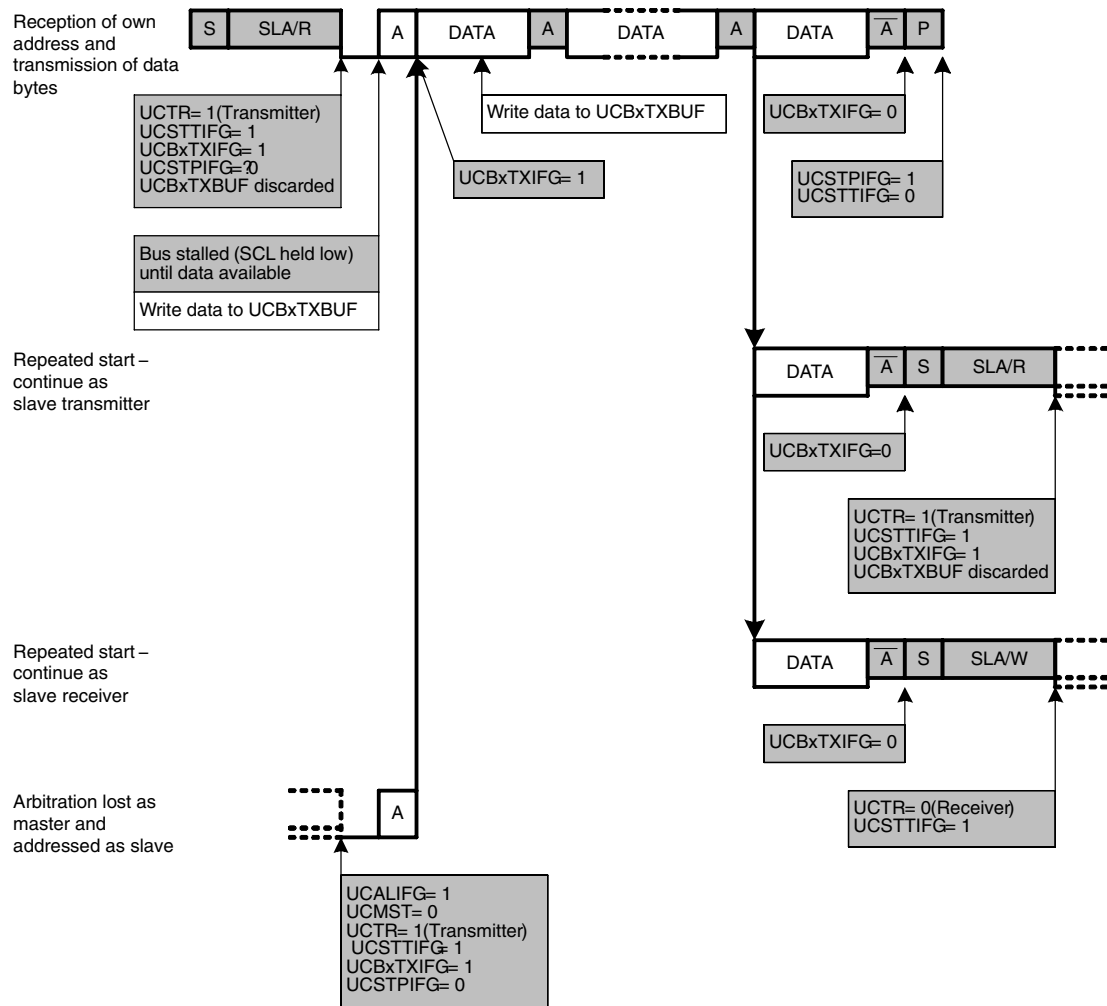 Reception of own
address and
transmission of data
bytes
S SLA/R A DATA A DATA A DATA A P
UCTR= 1(Transmitter)
UCSTTIFG= 1
UCBxTXIFG= 1
UCSTPIFG=?0
UCBxTXBUF discarded
Write data to UCBxTXBUF
UCBxTXIFG= 1
UCBxTXIFG= 0
UCSTPIFG= 1
UCSTTIFG= 0
Bus stalled (SCL held low)
until data available
Write data to UCBxTXBUF
Repeated start –
continue as
slave transmitter
DATA A S SLA/R
UCBxTXIFG=0
UCTR= 1(Transmitter)
UCSTTIFG= 1
UCBxTXIFG= 1
UCBxTXBUF discarded
Repeated start –
continue as
slave receiver
DATA A S SLA/W
UCBxTXIFG= 0
UCTR= 0(Receiver)
UCSTTIFG= 1
Arbitration lost as
master and
addressed as slave
A
UCALIFG= 1
UCMST= 0
UCTR= 1(Transmitter)
UCSTTIFG= 1
UCBxTXIFG= 1
UCSTPIFG= 0